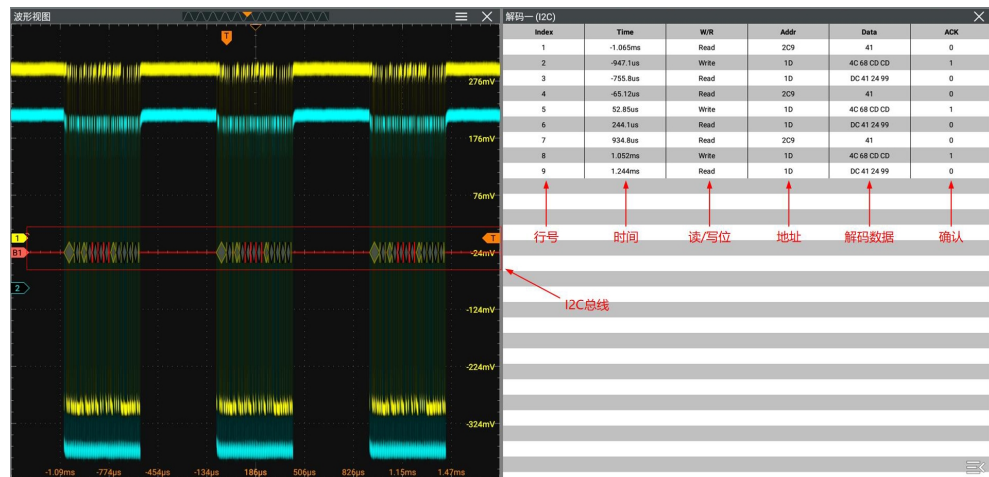 波形视图
T
276mV
176mV
76mV
1
T
B1
-24mV
2
-124mV
-224mV
-324mV
-1.09ms -774μs -454μs -134μs 186μs 506μs 826μs 1.15ms 1.47ms
解码一 (I2C)
Index Time W/R Addr Data ACK
1 -1.065ms Read 2C9 41 0
2 -947.1us Write 1D 4C 68 CD CD 1
3 -755.8us Read 1D DC 41 24 99 0
4 -65.12us Read 2C9 41 0
5 52.85us Write 1D 4C 68 CD CD 1
6 244.1us Read 1D DC 41 24 99 0
7 934.8us Read 2C9 41 0
8 1.052ms Write 1D 4C 68 CD CD 1
9 1.244ms Read 1D DC 41 24 99 0
行号 时间 读/写位 地址 解码数据 确认
I2C总线